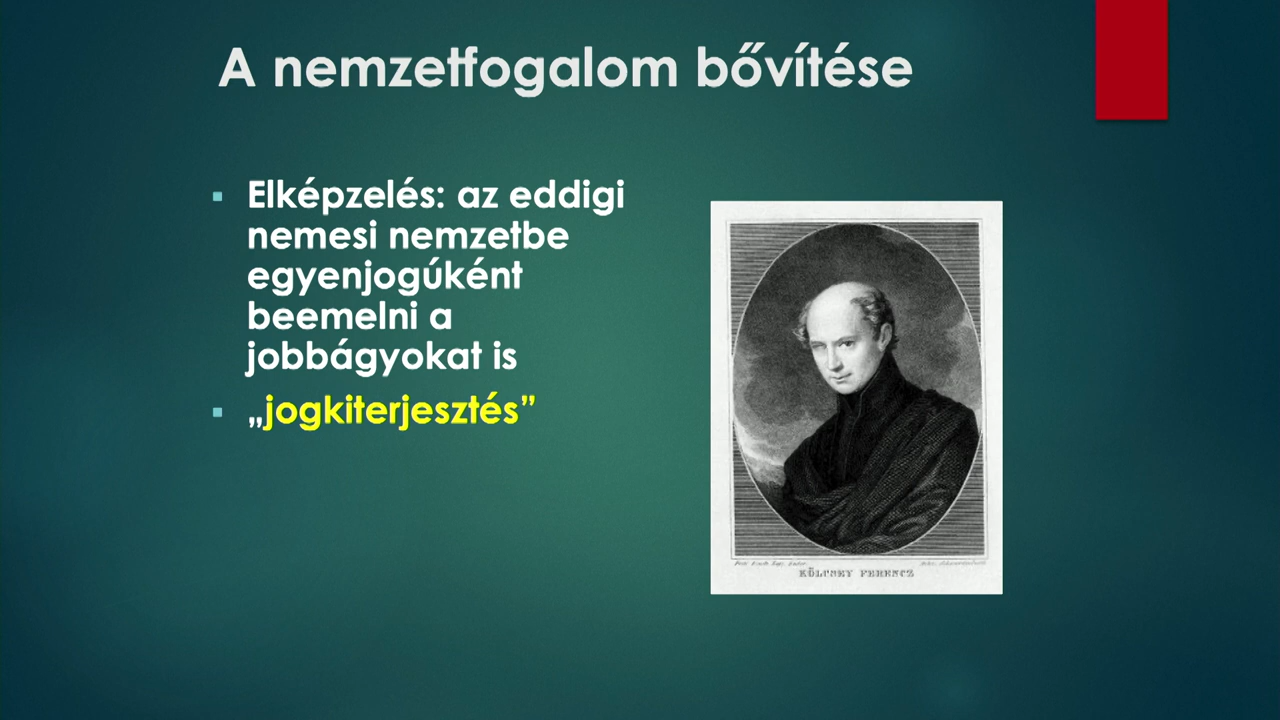 A nemzetfogalom bővítése
Elképzelés: az eddigi
nemesi nemzetbe
egyenjogúként
beemelni a
jobbágyokat is
„jogkiterjesztés”
KÖLCSEY FERENCZ